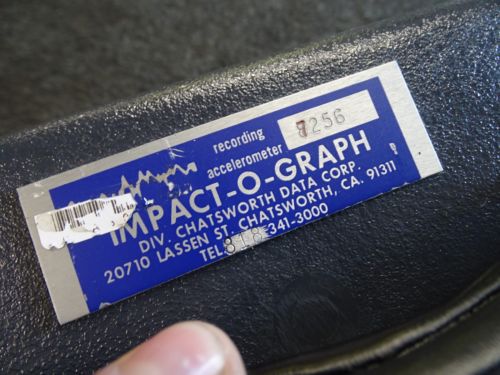 recording
accelerometer 7256
IMPACT-O-GRAPH
DIV. CHATSWORTH DATA CORP.
20710 LASSEN ST. CHATSWORTH, CA. 91311
TEL. 818-341-3000